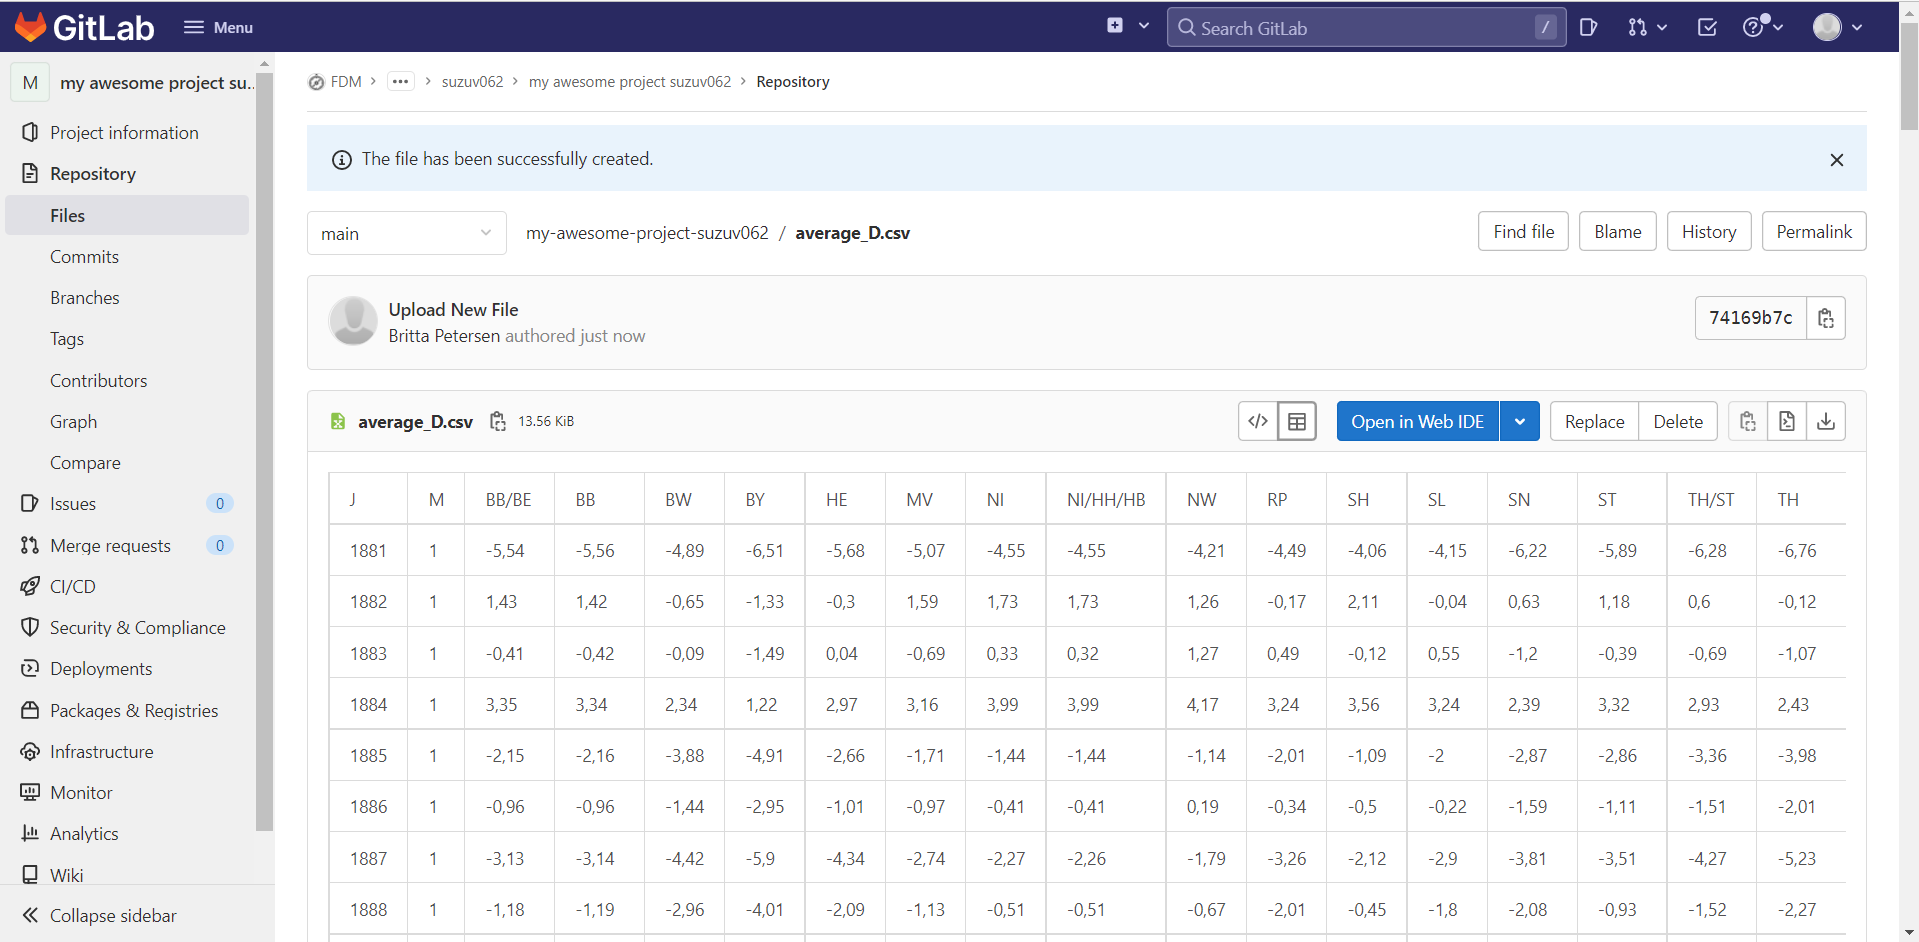 GitLab
Menu
Search GitLab
/
M
my awesome project su...
Project information
Repository
Files
Commits
Branches
Tags
Contributors
Graph
Compare
Issues 0
Merge requests 0
CI/CD
Security & Compliance
Deployments
Packages & Registries
Infrastructure
Monitor
Analytics
Wiki
Collapse sidebar
FDM > ... > suzuv062 > my awesome project suzuv062 > Repository
The file has been successfully created.
main
my-awesome-project-suzuv062 / average_D.csv
Find file
Blame
History
Permalink
Upload New File
Britta Petersen authored just now
74169b7c
average_D.csv 13.56 KiB
Open in Web IDE
Replace
Delete
J M BB/BE BB BW BY HE MV NI NI/HH/HB NW RP SH SL SN ST TH/ST TH
1881 1 -5,54 -5,56 -4,89 -6,51 -5,68 -5,07 -4,55 -4,55 -4,21 -4,49 -4,06 -4,15 -6,22 -5,89 -6,28 -6,76
1882 1 1,43 1,42 -0,65 -1,33 -0,3 1,59 1,73 1,73 1,26 -0,17 2,11 -0,04 0,63 1,18 0,6 -0,12
1883 1 -0,41 -0,42 -0,09 -1,49 0,04 -0,69 0,33 0,32 1,27 0,49 -0,12 0,55 -1,2 -0,39 -0,69 -1,07
1884 1 3,35 3,34 2,34 1,22 2,97 3,16 3,99 3,99 4,17 3,24 3,56 3,24 2,39 3,32 2,93 2,43
1885 1 -2,15 -2,16 -3,88 -4,91 -2,66 -1,71 -1,44 -1,44 -1,14 -2,01 -1,09 -2 -2,87 -2,86 -3,36 -3,98
1886 1 -0,96 -0,96 -1,44 -2,95 -1,01 -0,97 -0,41 -0,41 0,19 -0,34 -0,5 -0,22 -1,59 -1,11 -1,51 -2,01
1887 1 -3,13 -3,14 -4,42 -5,9 -4,34 -2,74 -2,27 -2,26 -1,79 -3,26 -2,12 -2,9 -3,81 -3,51 -4,27 -5,23
1888 1 -1,18 -1,19 -2,96 -4,01 -2,09 -1,13 -0,51 -0,51 -0,67 -2,01 -0,45 -1,8 -2,08 -0,93 -1,52 -2,27